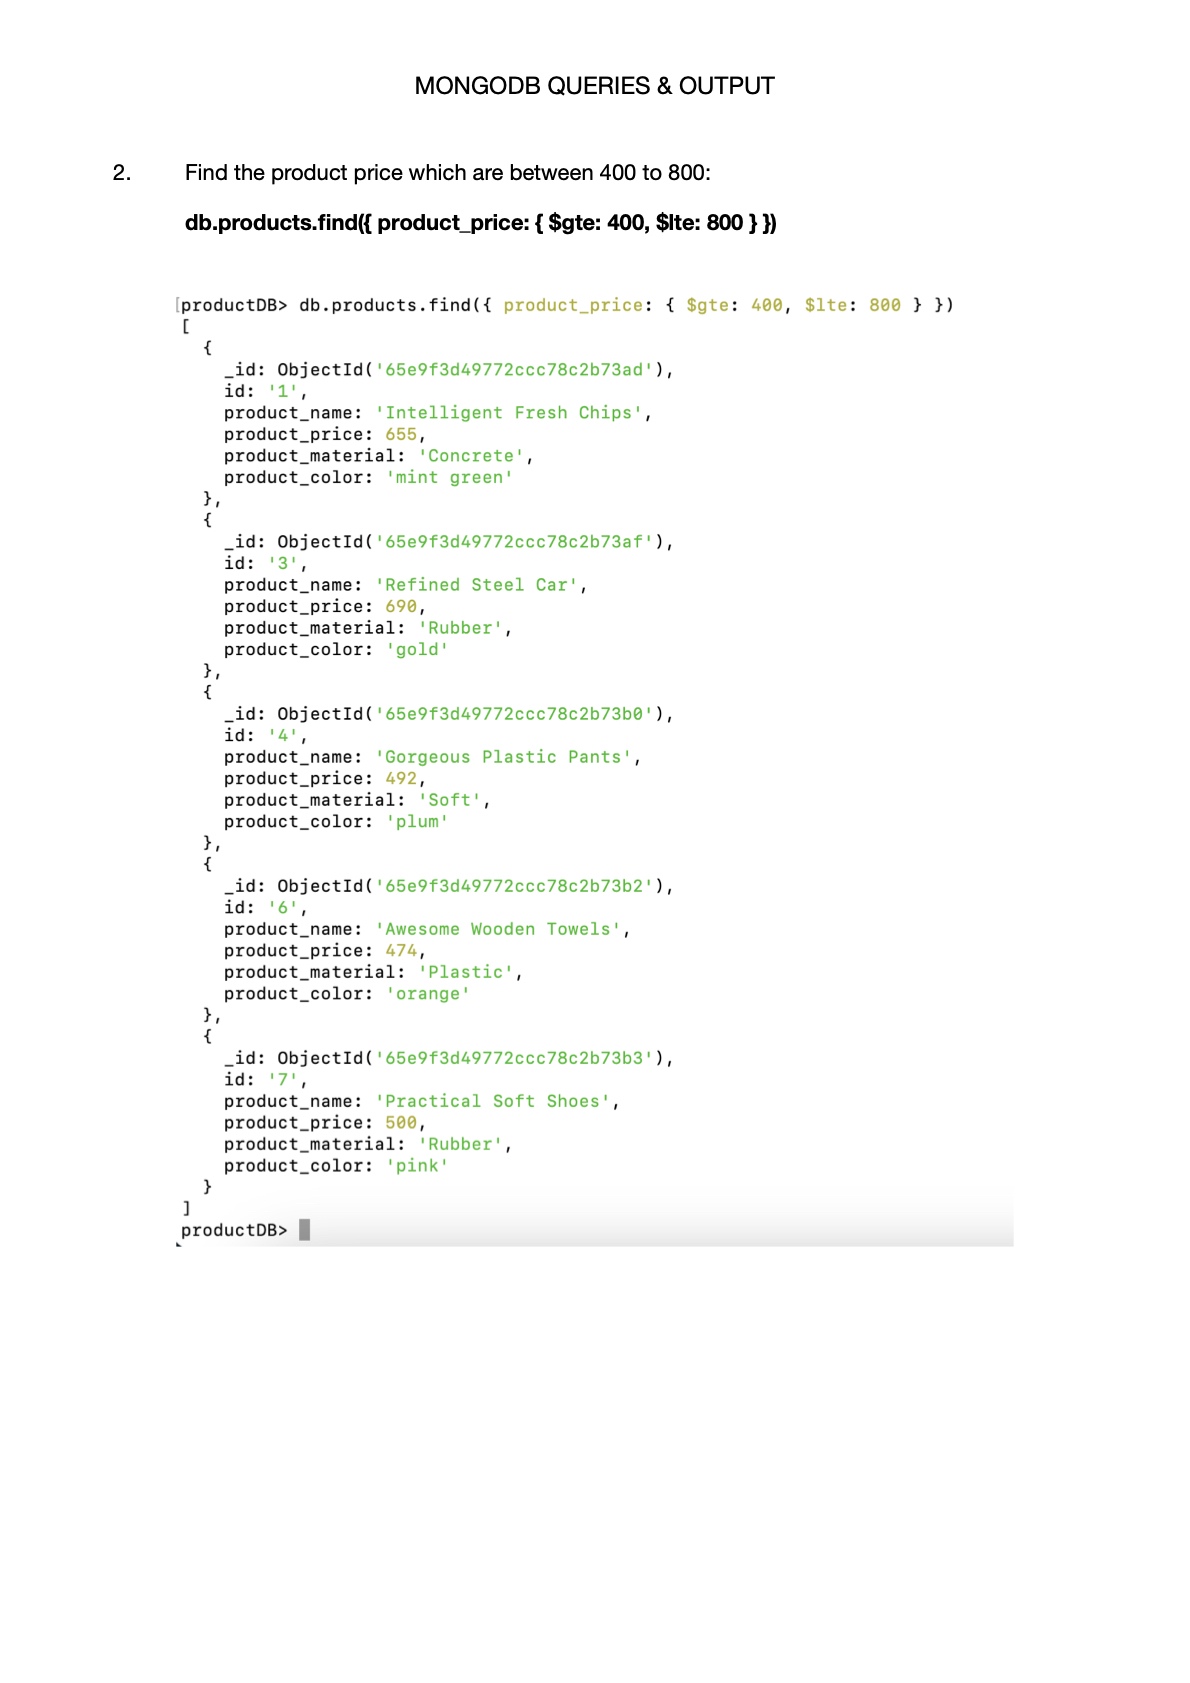 MONGODB QUERIES & OUTPUT
2. Find the product price which are between 400 to 800:
db.products.find({ product_price: { $gte: 400, $lte: 800 } })
[productDB> db.products.find({ product_price: { $gte: 400, $lte: 800 } })
[
{
_id: ObjectId('65e9f3d49772ccc78c2b73ad'),
id: '1',
product_name: 'Intelligent Fresh Chips',
product_price: 655,
product_material: 'Concrete',
product_color: 'mint green'
},
{
_id: ObjectId('65e9f3d49772ccc78c2b73af'),
id: '3',
product_name: 'Refined Steel Car',
product_price: 690,
product_material: 'Rubber',
product_color: 'gold'
},
{
_id: ObjectId('65e9f3d49772ccc78c2b73b0'),
id: '4',
product_name: 'Gorgeous Plastic Pants',
product_price: 492,
product_material: 'Soft',
product_color: 'plum'
},
{
_id: ObjectId('65e9f3d49772ccc78c2b73b2'),
id: '6',
product_name: 'Awesome Wooden Towels',
product_price: 474,
product_material: 'Plastic',
product_color: 'orange'
},
{
_id: ObjectId('65e9f3d49772ccc78c2b73b3'),
id: '7',
product_name: 'Practical Soft Shoes',
product_price: 500,
product_material: 'Rubber',
product_color: 'pink'
}
]
productDB>